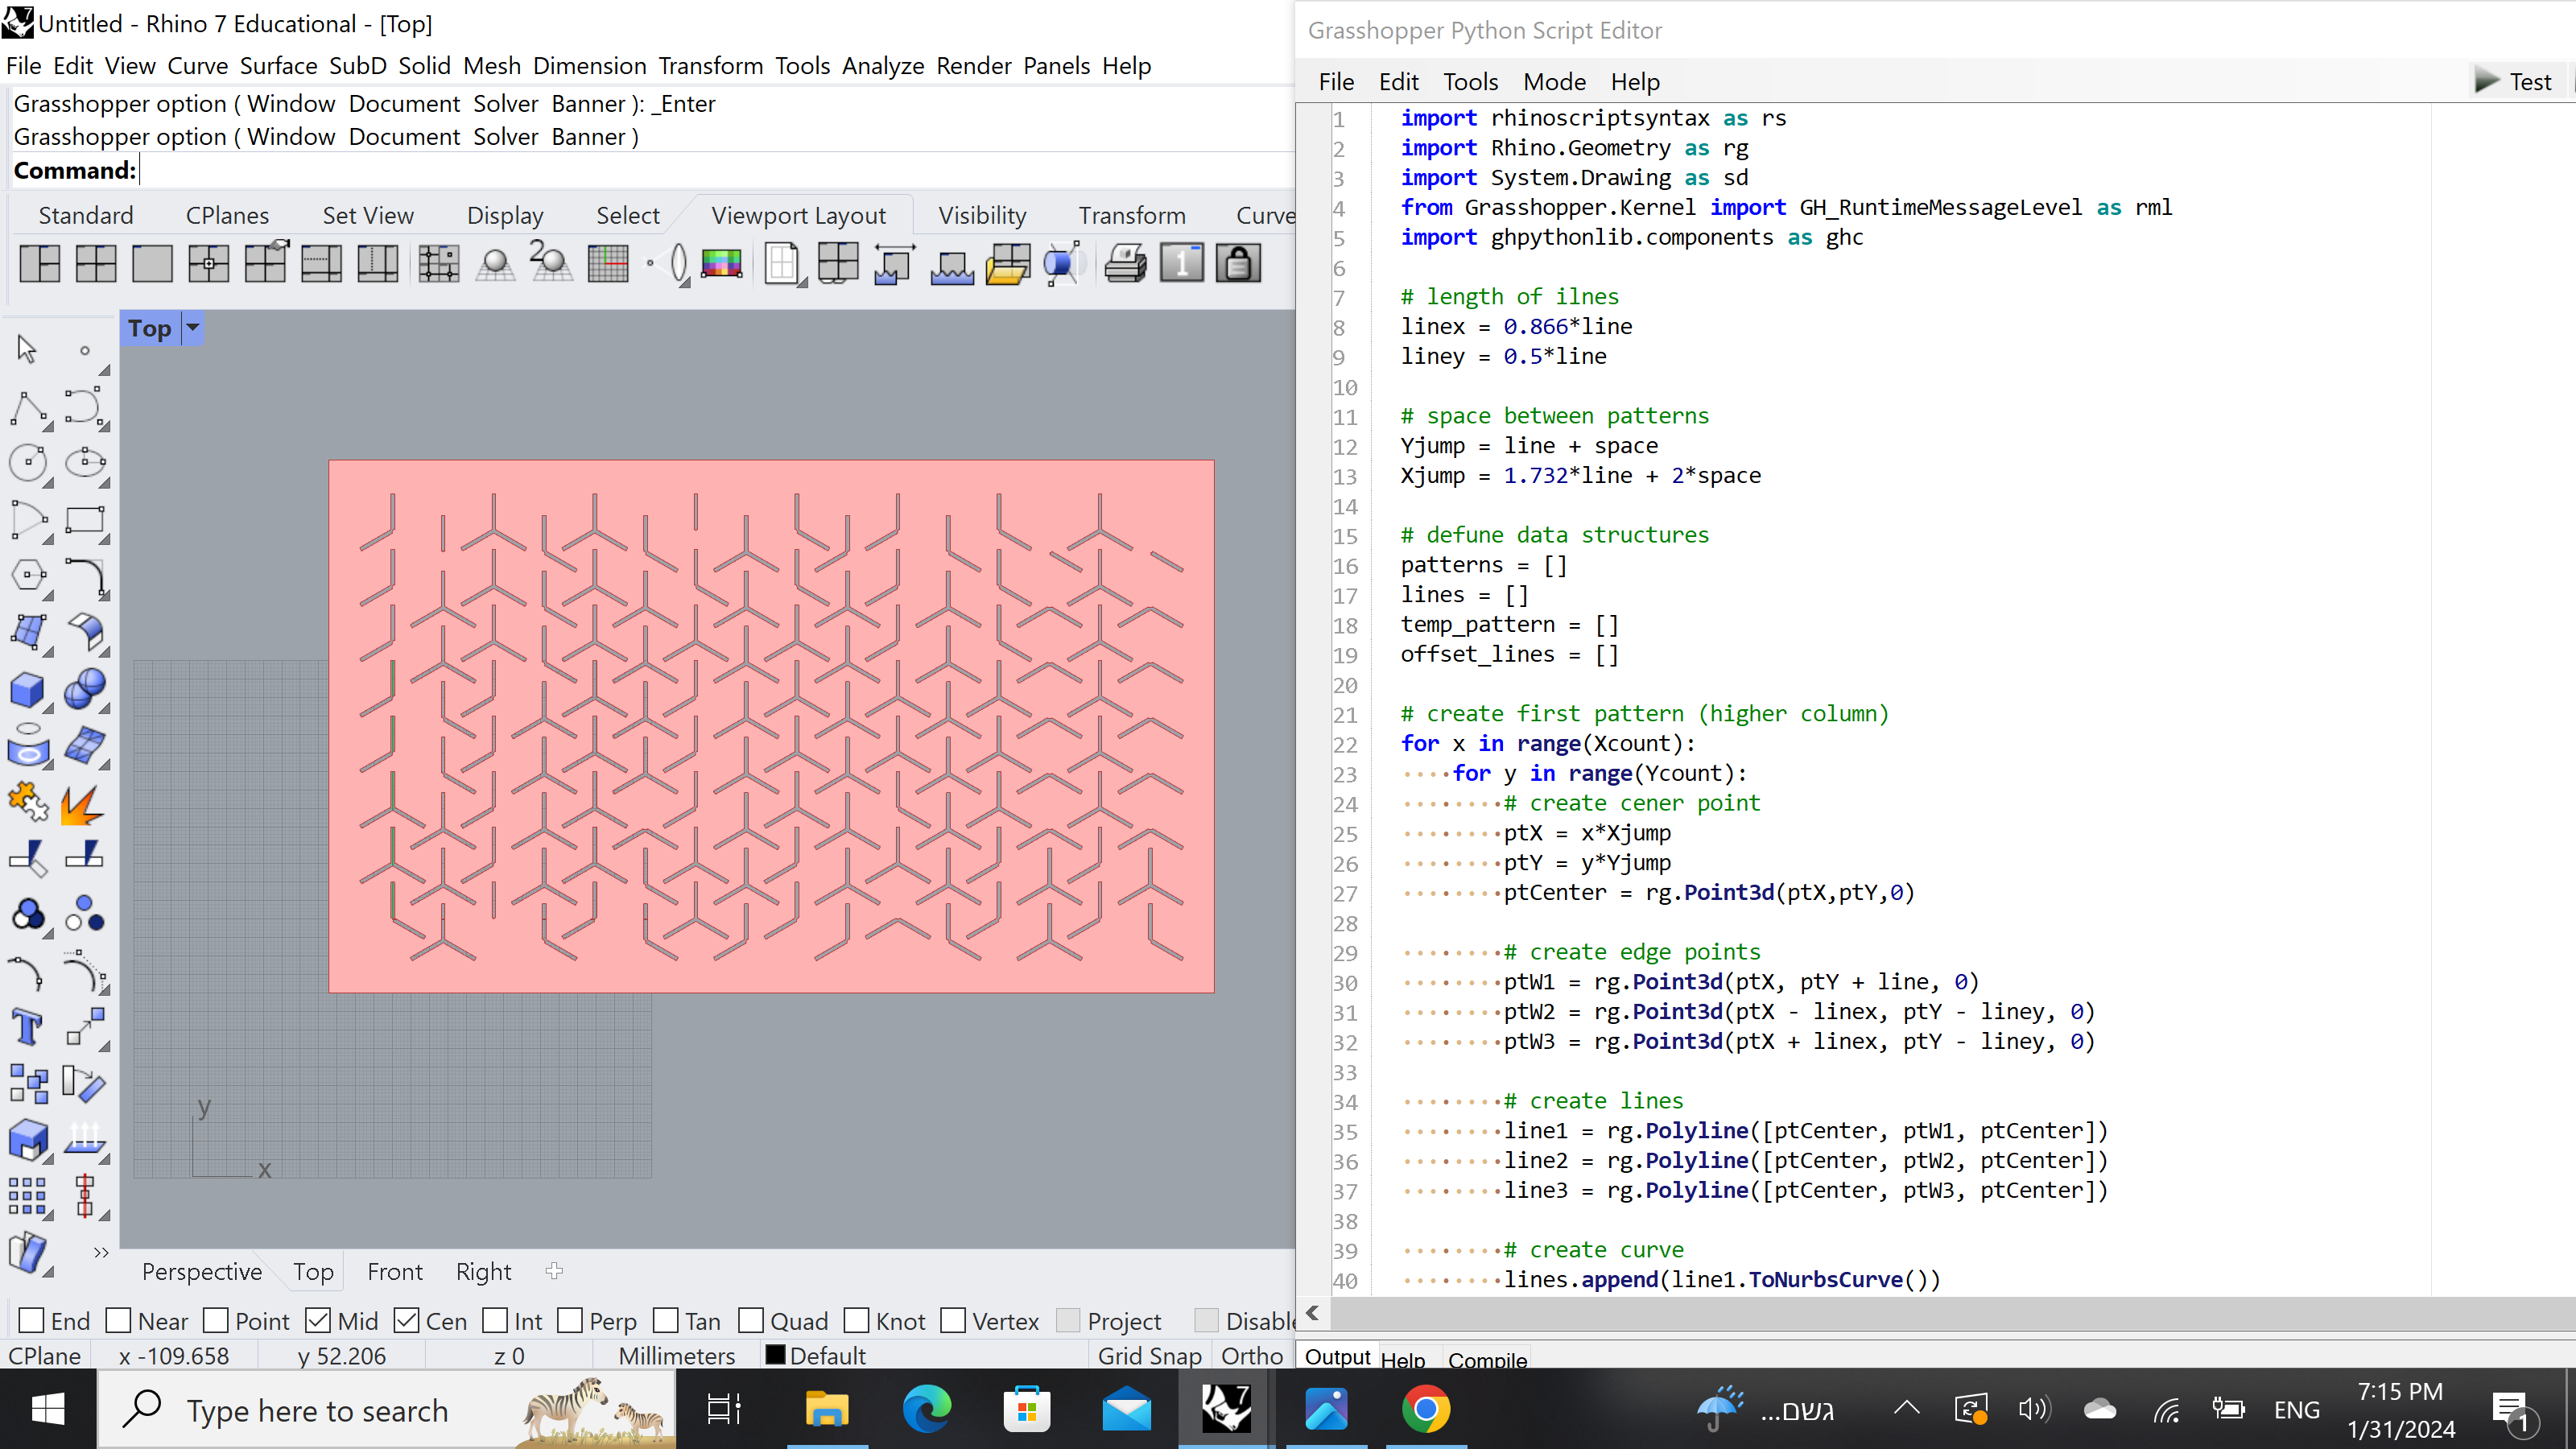 Untitled - Rhino 7 Educational - [Top]
File Edit View Curve Surface SubD Solid Mesh Dimension Transform Tools Analyze Render Panels Help
Grasshopper option ( Window Document Solver Banner ): _Enter
Grasshopper option ( Window Document Solver Banner )
Command:
Standard CPlanes Set View Display Select Viewport Layout Visibility Transform Curve
Top
y
x
Perspective Top Front Right
End Near Point Mid Cen Int Perp Tan Quad Knot Vertex Project Disable
CPlane x -109.658 y 52.206 z 0 Millimeters Default Grid Snap Ortho
Grasshopper Python Script Editor
File Edit Tools Mode Help Test
1 import rhinoscriptsyntax as rs
2 import Rhino.Geometry as rg
3 import System.Drawing as sd
4 from Grasshopper.Kernel import GH_RuntimeMessageLevel as rml
5 import ghpythonlib.components as ghc
6
7 # length of ilnes
8 linex = 0.866*line
9 liney = 0.5*line
10
11 # space between patterns
12 Yjump = line + space
13 Xjump = 1.732*line + 2*space
14
15 # defune data structures
16 patterns = []
17 lines = []
18 temp_pattern = []
19 offset_lines = []
20
21 # create first pattern (higher column)
22 for x in range(Xcount):
23 for y in range(Ycount):
24 # create cener point
25 ptX = x*Xjump
26 ptY = y*Yjump
27 ptCenter = rg.Point3d(ptX,ptY,0)
28
29 # create edge points
30 ptW1 = rg.Point3d(ptX, ptY + line, 0)
31 ptW2 = rg.Point3d(ptX - linex, ptY - liney, 0)
32 ptW3 = rg.Point3d(ptX + linex, ptY - liney, 0)
33
34 # create lines
35 line1 = rg.Polyline([ptCenter, ptW1, ptCenter])
36 line2 = rg.Polyline([ptCenter, ptW2, ptCenter])
37 line3 = rg.Polyline([ptCenter, ptW3, ptCenter])
38
39 # create curve
40 lines.append(line1.ToNurbsCurve())
Output Help Compile
Type here to search
גשם...
ENG
7:15 PM
1/31/2024
1